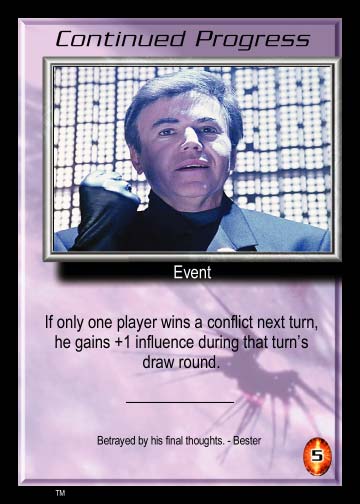 Continued Progress
Event
If only one player wins a conflict next turn,
he gains +1 influence during that turn's
draw round.
Betrayed by his final thoughts. - Bester
5
TM